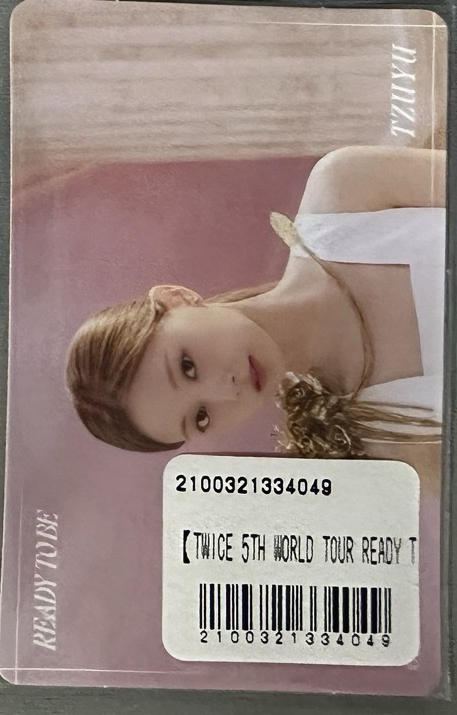 TZUYU
READY TO BE
2100321334049
【TWICE 5TH WORLD TOUR READY T
2100321334049